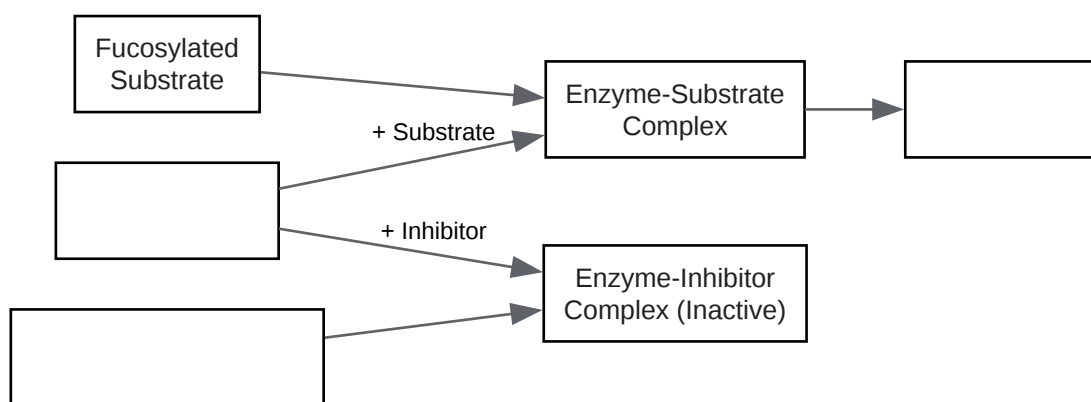 Fucosylated
Substrate
Enzyme-Substrate
Complex
+ Substrate
+ Inhibitor
Enzyme-Inhibitor
Complex (Inactive)